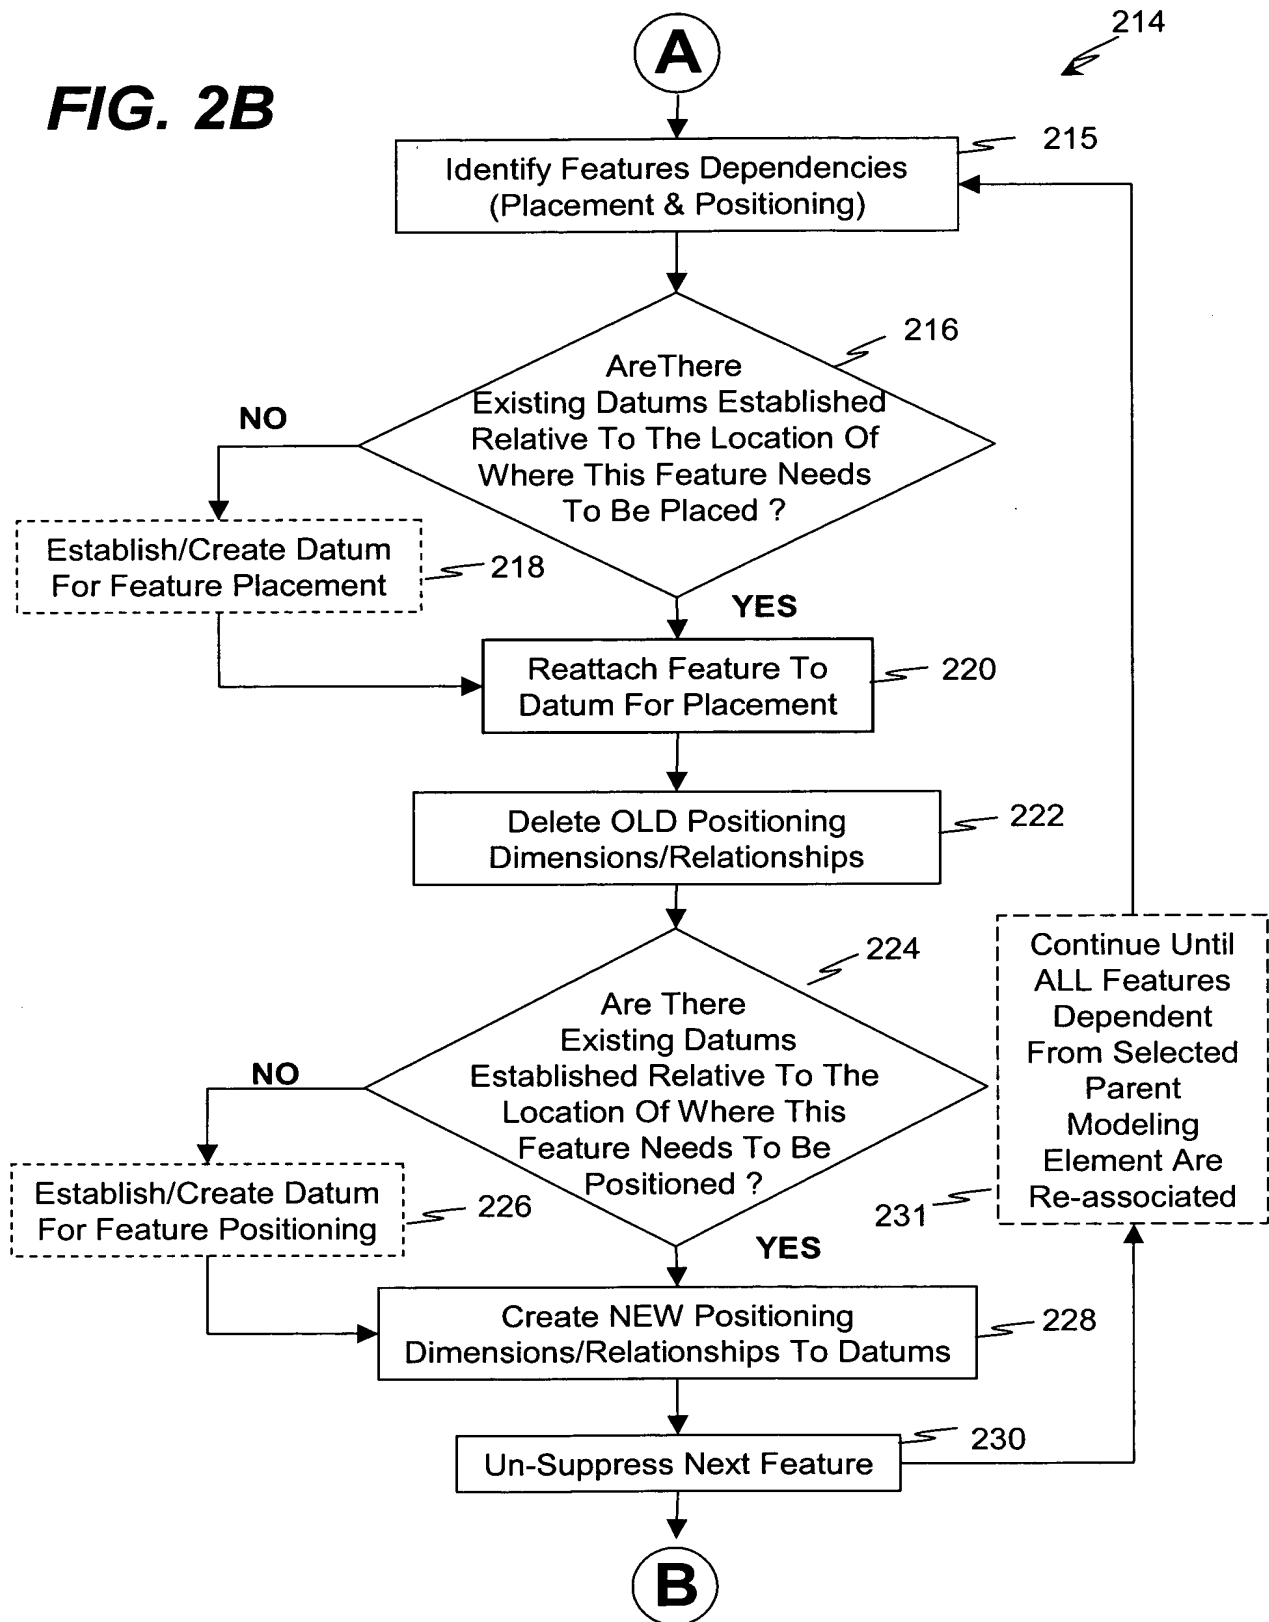 A
214
FIG. 2B
215
Identify Features Dependencies
(Placement & Positioning)
216
AreThere
Existing Datums Established
Relative To The Location Of
Where This Feature Needs
To Be Placed ?
NO
Establish/Create Datum
For Feature Placement
218
YES
Reattach Feature To
Datum For Placement
220
Delete OLD Positioning
Dimensions/Relationships
222
224
Are There
Existing Datums
Established Relative To The
Location Of Where This
Feature Needs To Be
Positioned ?
NO
Establish/Create Datum
For Feature Positioning
226
YES
Create NEW Positioning
Dimensions/Relationships To Datums
228
Un-Suppress Next Feature
230
Continue Until
ALL Features
Dependent
From Selected
Parent
Modeling
Element Are
Re-associated
231
B